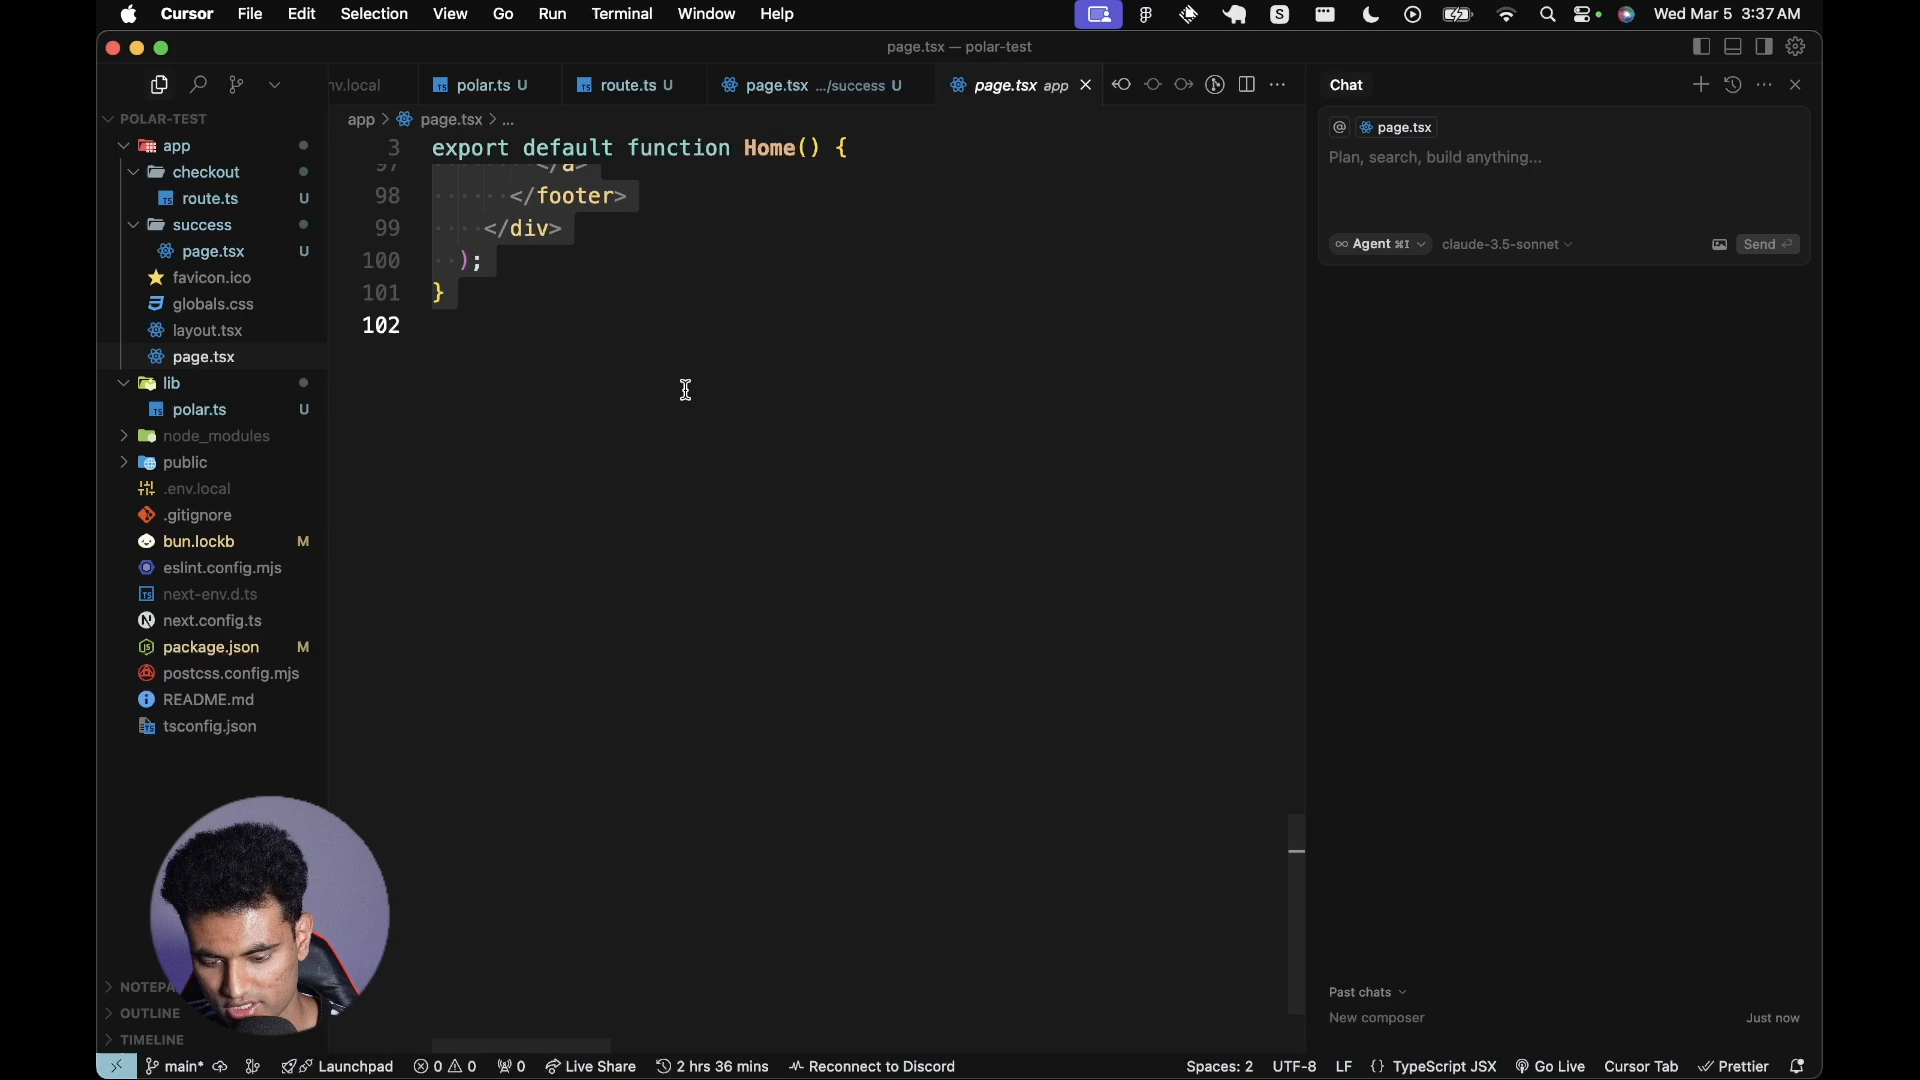 Cursor File Edit Selection View Go Run Terminal Window Help Wed Mar 5 3:37 AM
page.tsx — polar-test
nv.local polar.ts U route.ts U page.tsx .../success U page.tsx app
Chat
POLAR-TEST
app > page.tsx > ...
@ page.tsx
Plan, search, build anything...
Agent ⌘I claude-3.5-sonnet Send
app
checkout
route.ts U
success
page.tsx U
favicon.ico
globals.css
layout.tsx
page.tsx
lib
polar.ts U
node_modules
public
.env.local
.gitignore
bun.lockb M
eslint.config.mjs
next-env.d.ts
next.config.ts
package.json M
postcss.config.mjs
README.md
tsconfig.json
3 export default function Home() {
97 </a>
98 </footer>
99 </div>
100 );
101 }
102
NOTEPA
OUTLINE
TIMELINE
Past chats
New composer Just now
main* Launchpad 0 0 0 Live Share 2 hrs 36 mins Reconnect to Discord Spaces: 2 UTF-8 LF {} TypeScript JSX Go Live Cursor Tab Prettier